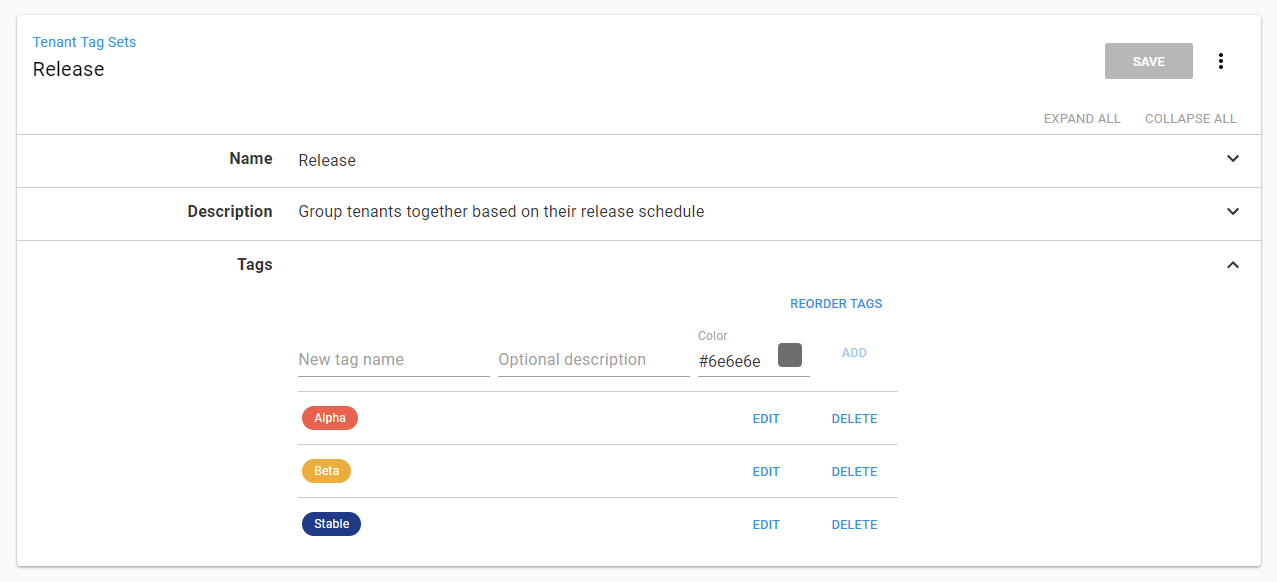 Tenant Tag Sets
Release
SAVE
EXPAND ALL COLLAPSE ALL
Name Release
Description Group tenants together based on their release schedule
Tags
REORDER TAGS
Color
New tag name Optional description #6e6e6e ADD
Alpha EDIT DELETE
Beta EDIT DELETE
Stable EDIT DELETE